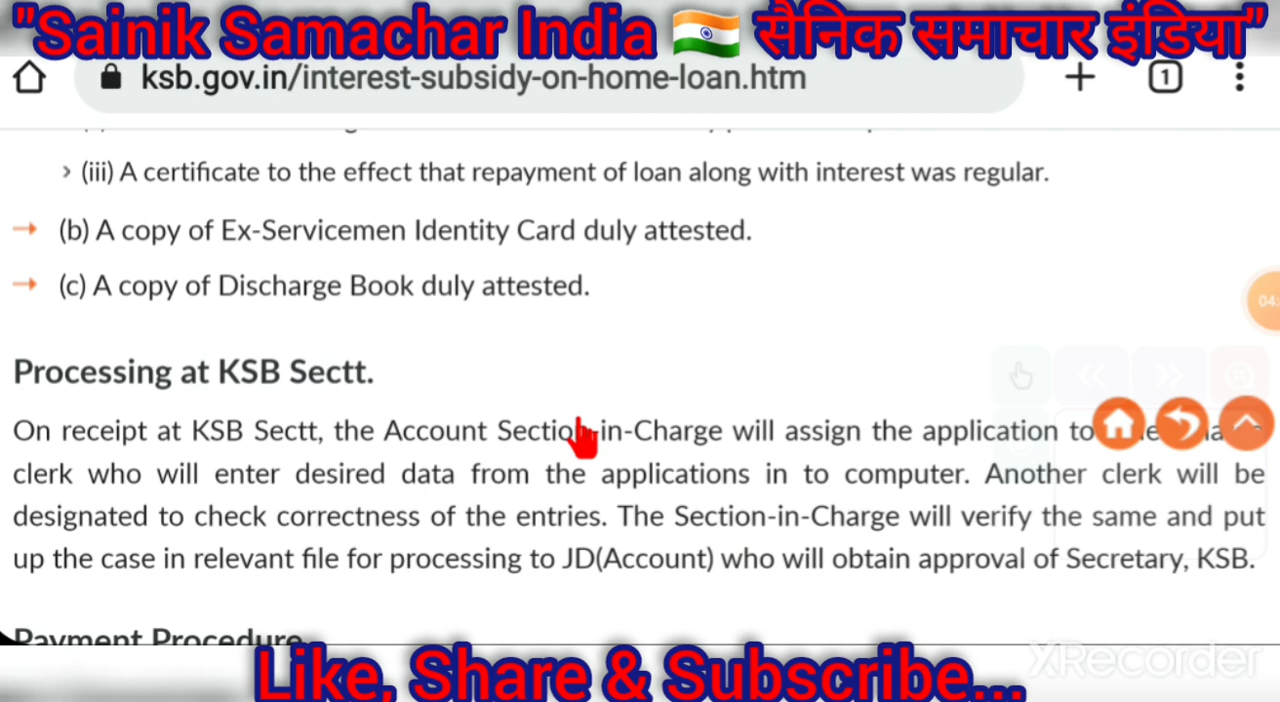 "Sainik Samachar India 🇮🇳 सैनिक समाचार इंडिया"
ksb.gov.in/interest-subsidy-on-home-loan.htm
1
(iii) A certificate to the effect that repayment of loan along with interest was regular.
(b) A copy of Ex-Servicemen Identity Card duly attested.
(c) A copy of Discharge Book duly attested.
04:
Processing at KSB Sectt.
On receipt at KSB Sectt, the Account Section-in-Charge will assign the application to
clerk who will enter desired data from the applications in to computer. Another clerk will be
designated to check correctness of the entries. The Section-in-Charge will verify the same and put
up the case in relevant file for processing to JD(Account) who will obtain approval of Secretary, KSB.
Payment Procedure
XRecorder
Like, Share & Subscribe...